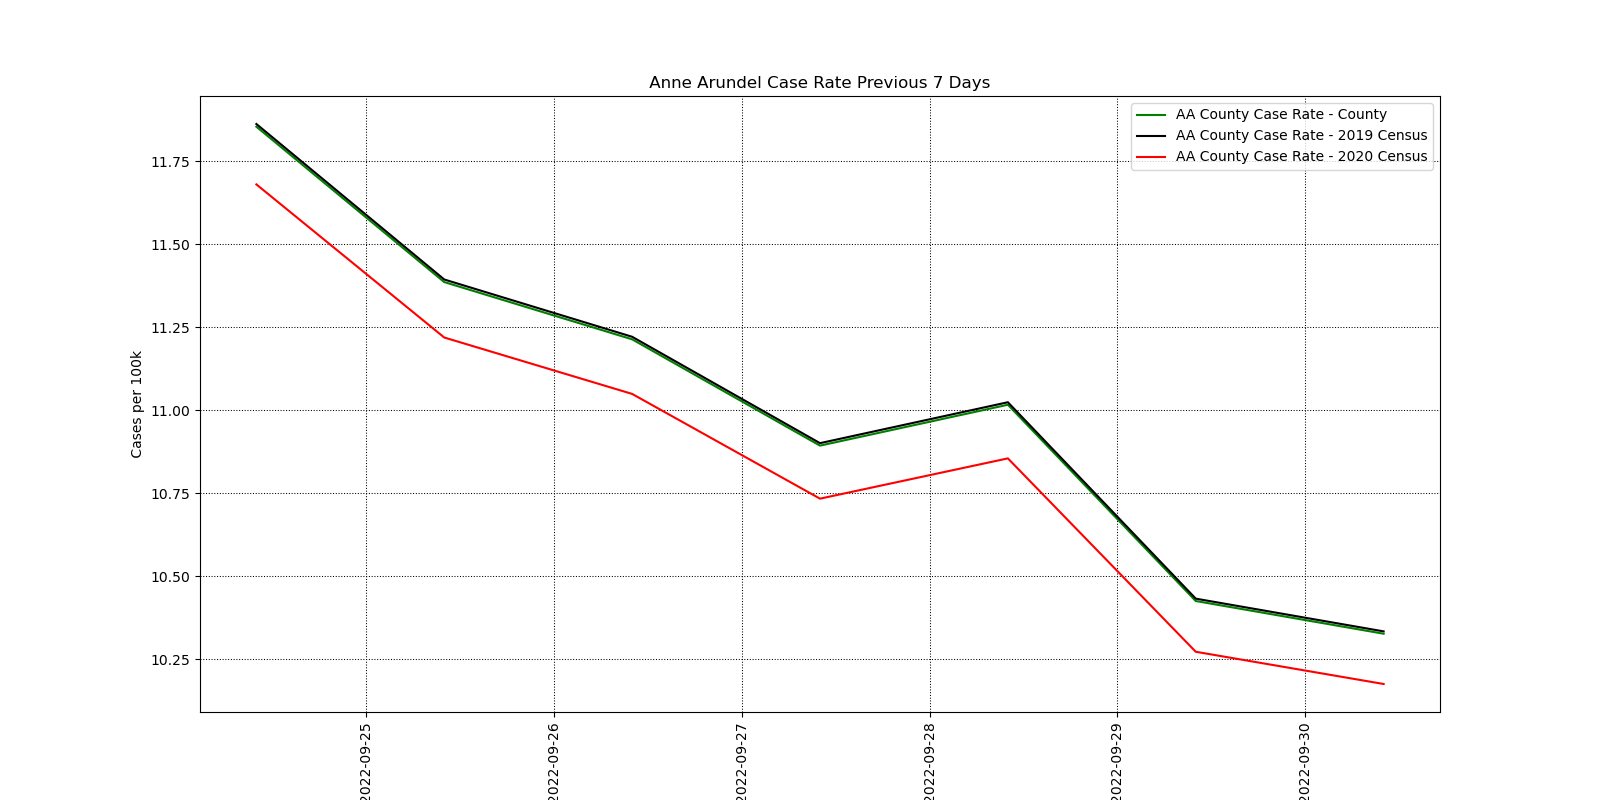 Anne Arundel Case Rate Previous 7 Days
AA County Case Rate - County
AA County Case Rate - 2019 Census
AA County Case Rate - 2020 Census
Cases per 100k
11.75
11.50
11.25
11.00
10.75
10.50
10.25
2022-09-25
2022-09-26
2022-09-27
2022-09-28
2022-09-29
2022-09-30